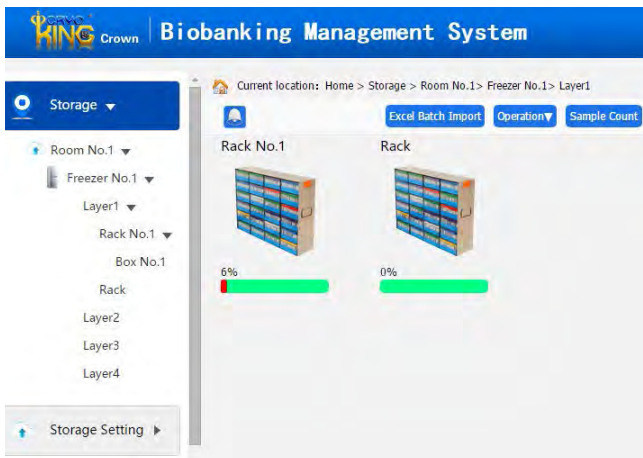 KING Crown Biobanking Management System
Current location: Home > Storage > Room No.1> Freezer No.1> Layer1
Storage
Excel Batch Import Operation Sample Count
Rack No.1 Rack
Room No.1
Freezer No.1
Layer1
Rack No.1
Box No.1
6% 0%
Rack
Layer2
Layer3
Layer4
Storage Setting